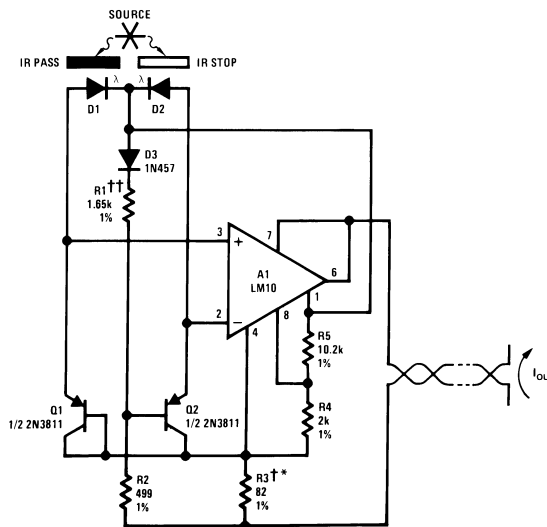 SOURCE
IR PASS
IR STOP
λ
λ
D1
D2
D3
1N457
R1††
1.65k
1%
3
+
7
A1
LM10
6
1
2
−
4
8
R5
10.2k
1%
Q1
1/2 2N3811
Q2
1/2 2N3811
R4
2k
1%
R2
499
1%
R3†*
82
1%
IOU